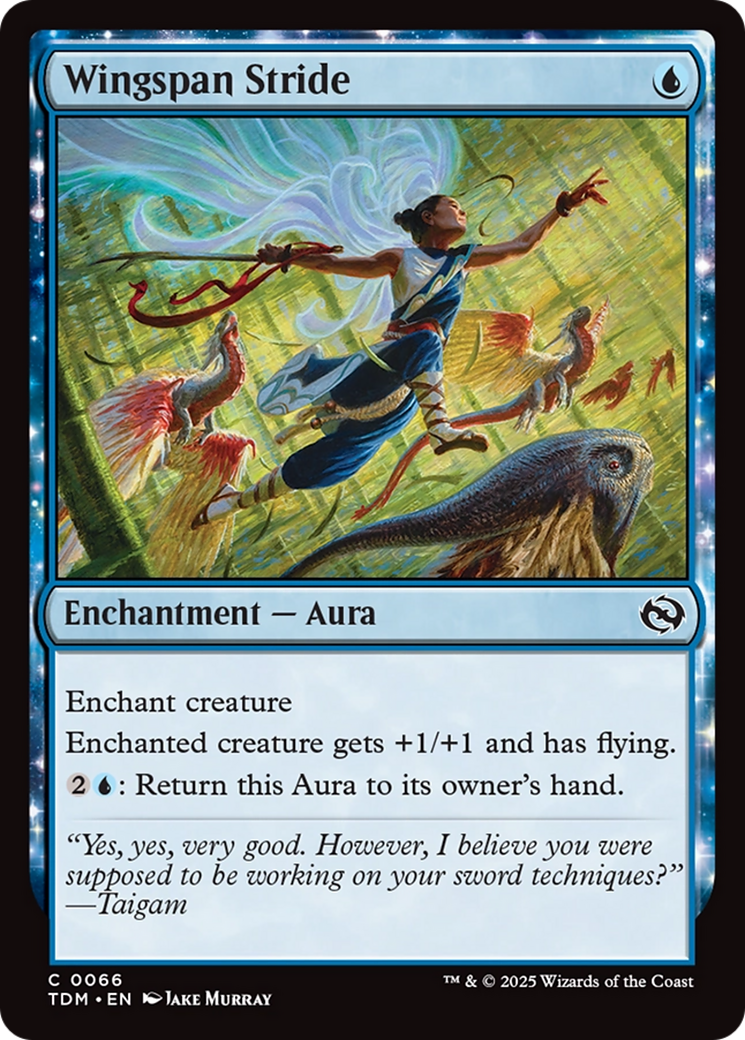 Wingspan Stride
Enchantment — Aura
Enchant creature
Enchanted creature gets +1/+1 and has flying.
2: Return this Aura to its owner's hand.
“Yes, yes, very good. However, I believe you were
supposed to be working on your sword techniques?”
—Taigam
C 0066
TDM • EN Jake Murray
™ & © 2025 Wizards of the Coast